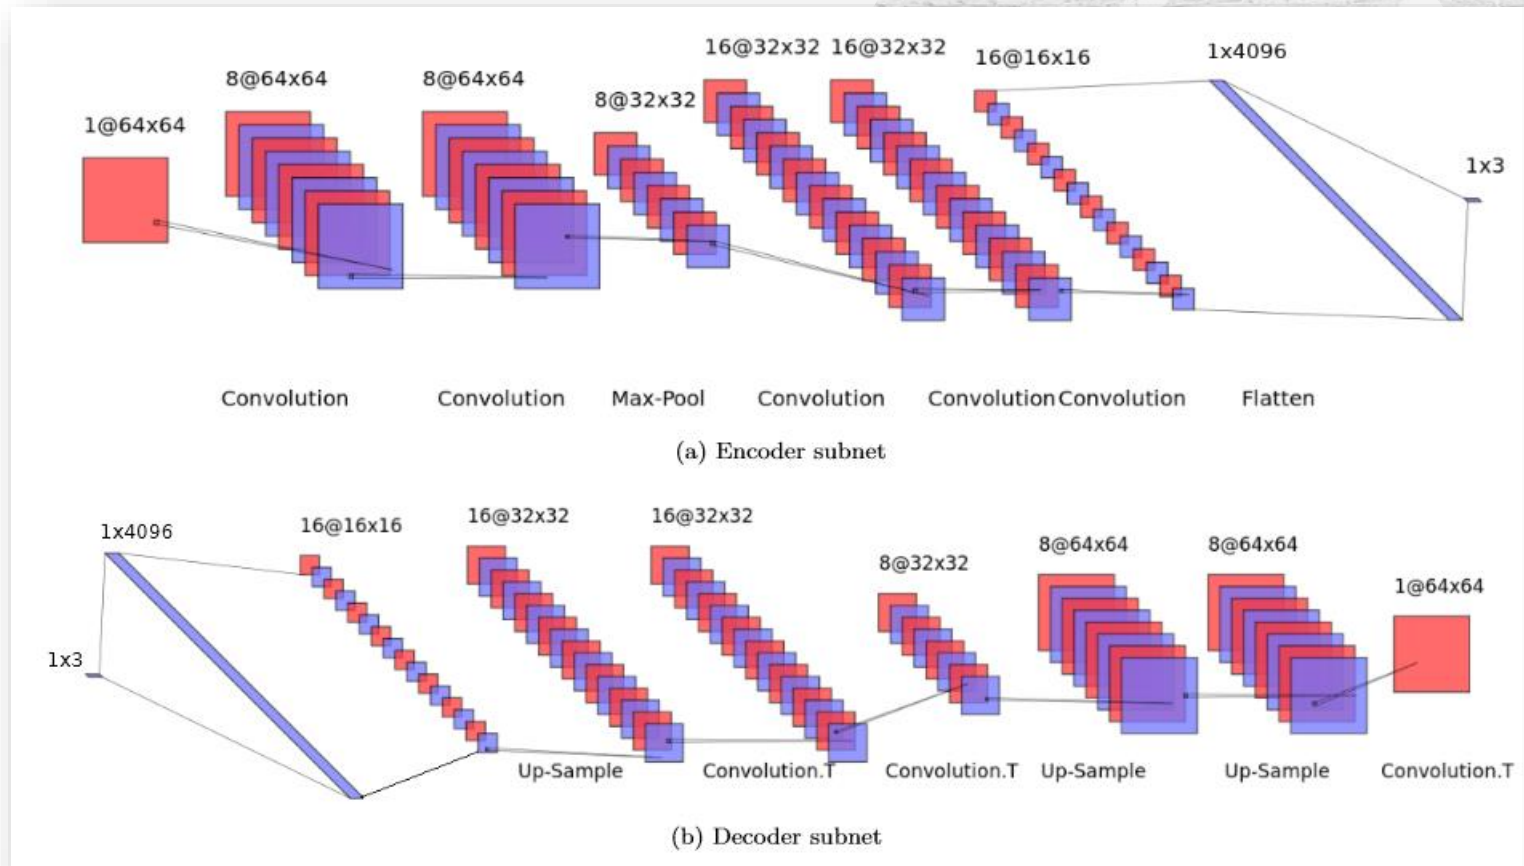 16@32x32 16@32x32
1x4096
16@16x16
8@64x64
8@64x64
8@32x32
1@64x64
1x3
Convolution Convolution Max-Pool Convolution Convolution Convolution Flatten
(a) Encoder subnet
16@32x32 16@32x32
16@16x16
1x4096
8@64x64 8@64x64
8@32x32
1@64x64
1x3
Up-Sample Convolution.T Convolution.T Up-Sample Up-Sample Convolution.T
(b) Decoder subnet